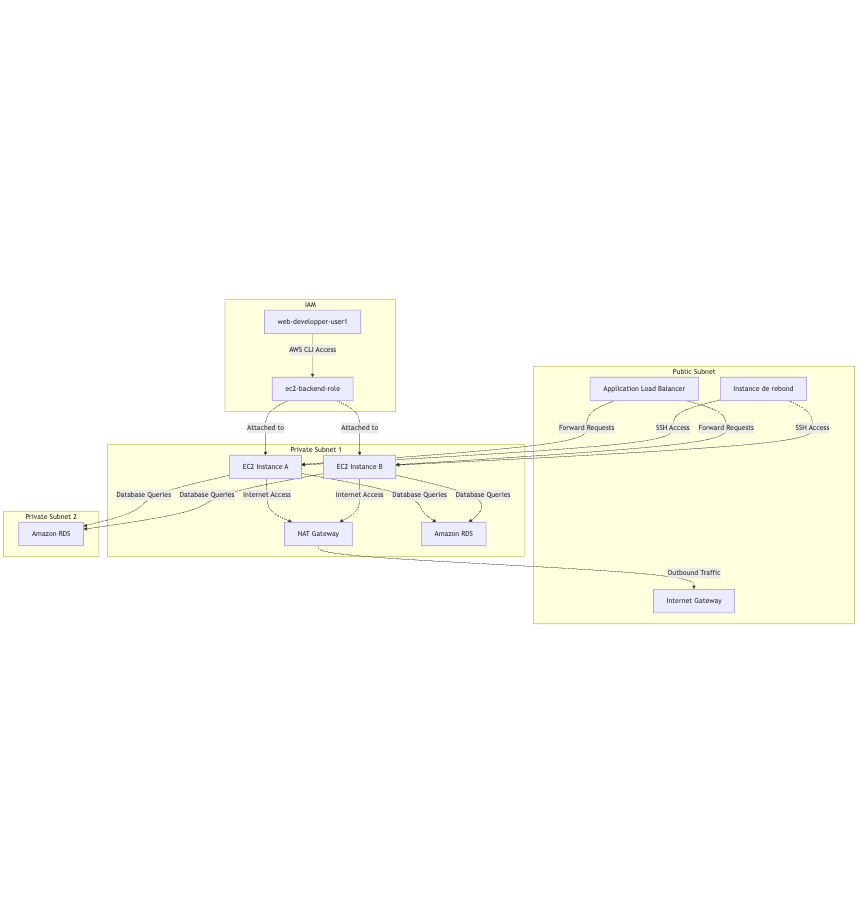 IAM
web-developper-user1
AWS CLI Access
ec2-backend-role
Public Subnet
Application Load Balancer
Instance de rebond
Attached to
Attached to
Forward Requests
SSH Access
Forward Requests
SSH Access
Private Subnet 1
EC2 Instance A
EC2 Instance B
Database Queries
Database Queries
Internet Access
Internet Access
Database Queries
Database Queries
Private Subnet 2
Amazon RDS
NAT Gateway
Amazon RDS
Outbound Traffic
Internet Gateway